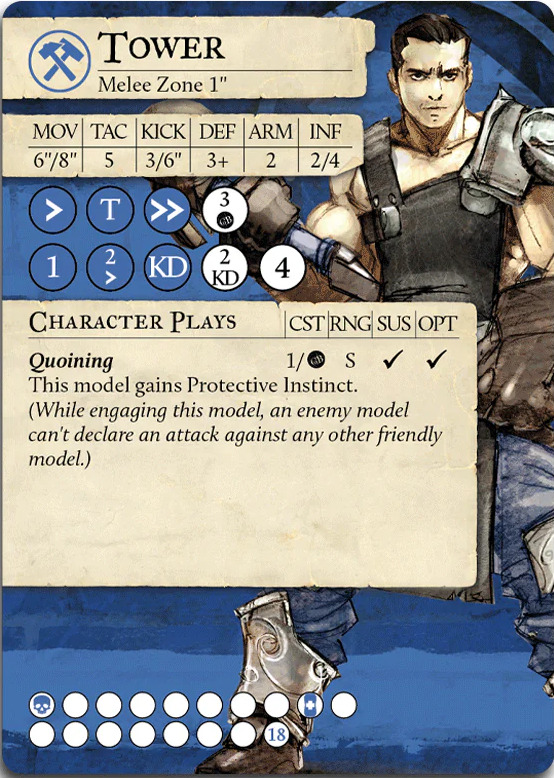 TOWER
Melee Zone 1"
MOV TAC KICK DEF ARM INF
6"/8" 5 3/6" 3+ 2 2/4
> T >> 3 GB
1 2 > KD 2 KD 4
CHARACTER PLAYS CST RNG SUS OPT
Quoining 1/GB S ✓ ✓
This model gains Protective Instinct.
(While engaging this model, an enemy model
can't declare an attack against any other friendly
model.)
18